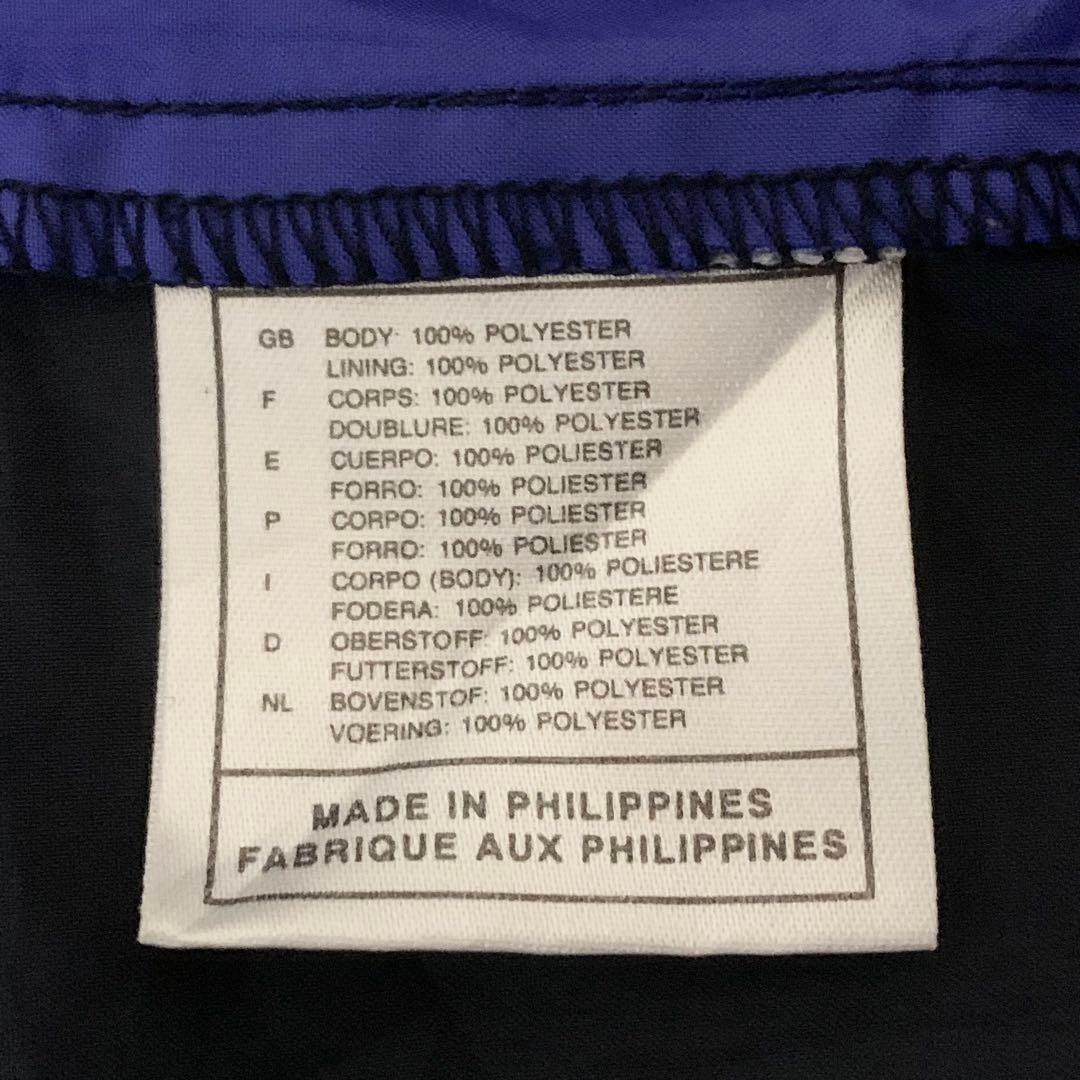 GB BODY: 100% POLYESTER
LINING: 100% POLYESTER
F CORPS: 100% POLYESTER
DOUBLURE: 100% POLYESTER
E CUERPO: 100% POLIESTER
FORRO: 100% POLIESTER
P CORPO: 100% POLIESTER
FORRO: 100% POLIESTER
I CORPO (BODY): 100% POLIESTERE
FODERA: 100% POLIESTERE
D OBERSTOFF: 100% POLYESTER
FUTTERSTOFF: 100% POLYESTER
NL BOVENSTOF: 100% POLYESTER
VOERING: 100% POLYESTER
MADE IN PHILIPPINES
FABRIQUE AUX PHILIPPINES